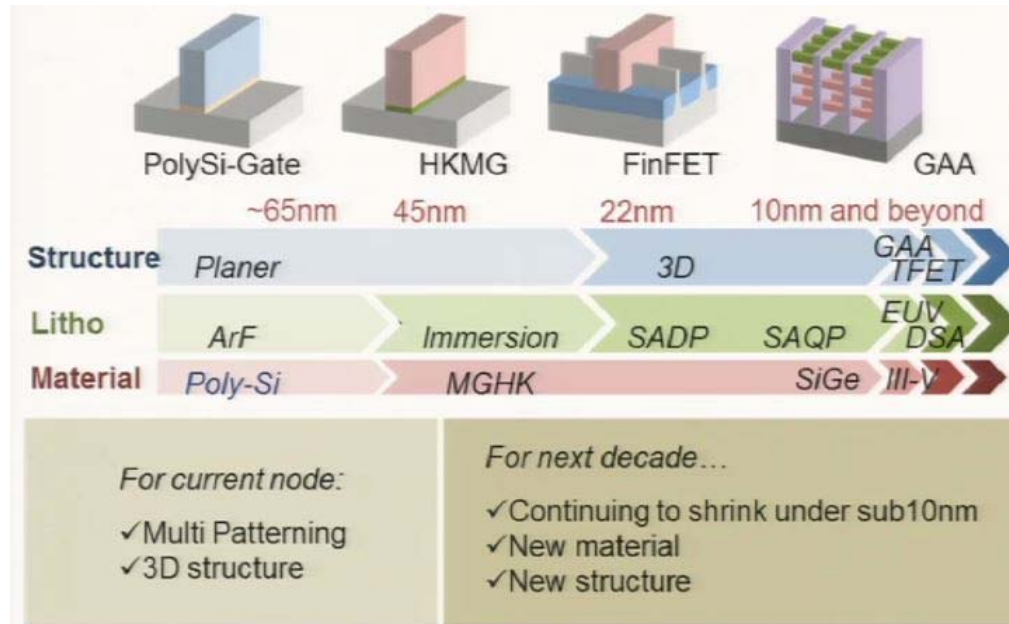 PolySi-Gate HKMG FinFET GAA
~65nm 45nm 22nm 10nm and beyond
Structure Planer 3D GAA TFET
Litho ArF Immersion SADP SAQP EUV DSA
Material Poly-Si MGHK SiGe III-V
For current node:
✓Multi Patterning
✓3D structure
For next decade…
✓Continuing to shrink under sub10nm
✓New material
✓New structure